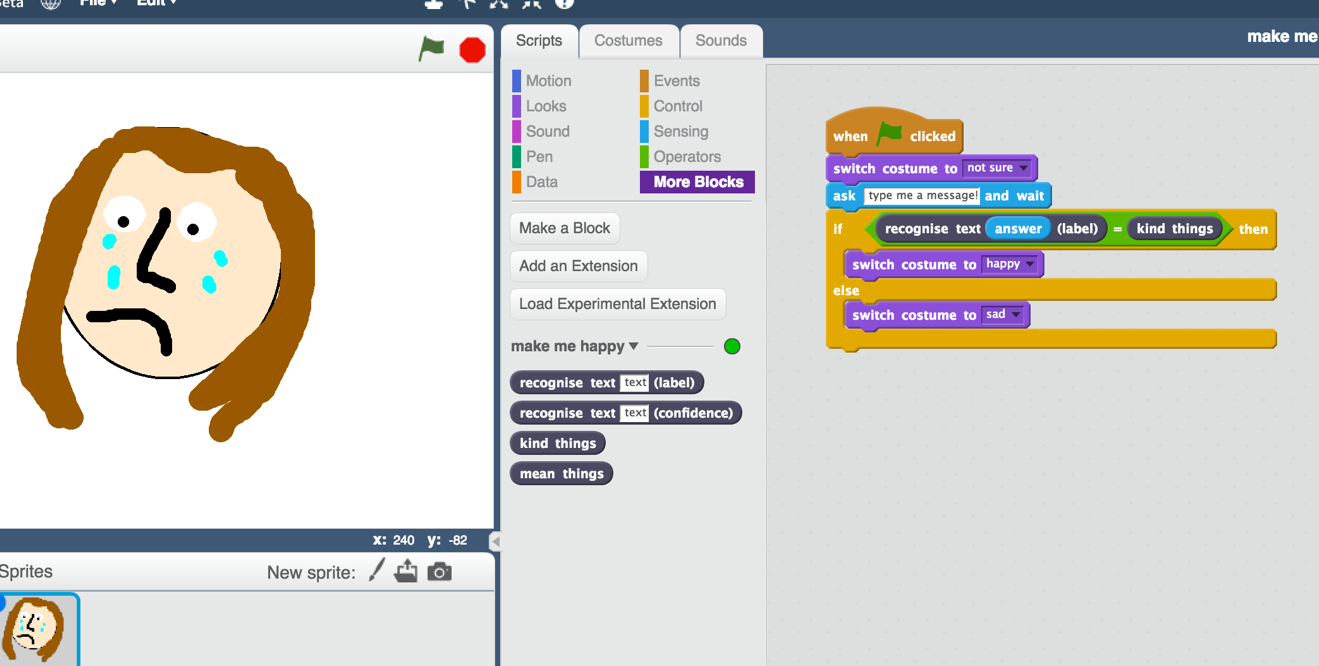 eta File Edit
Scripts Costumes Sounds
make me
Motion Events
Looks Control
Sound Sensing
Pen Operators
Data More Blocks
Make a Block
Add an Extension
Load Experimental Extension
make me happy
recognise text text (label)
recognise text text (confidence)
kind things
mean things
when clicked
switch costume to not sure
ask type me a message! and wait
if recognise text answer (label) = kind things then
switch costume to happy
else
switch costume to sad
x: 240 y: -82
Sprites New sprite: